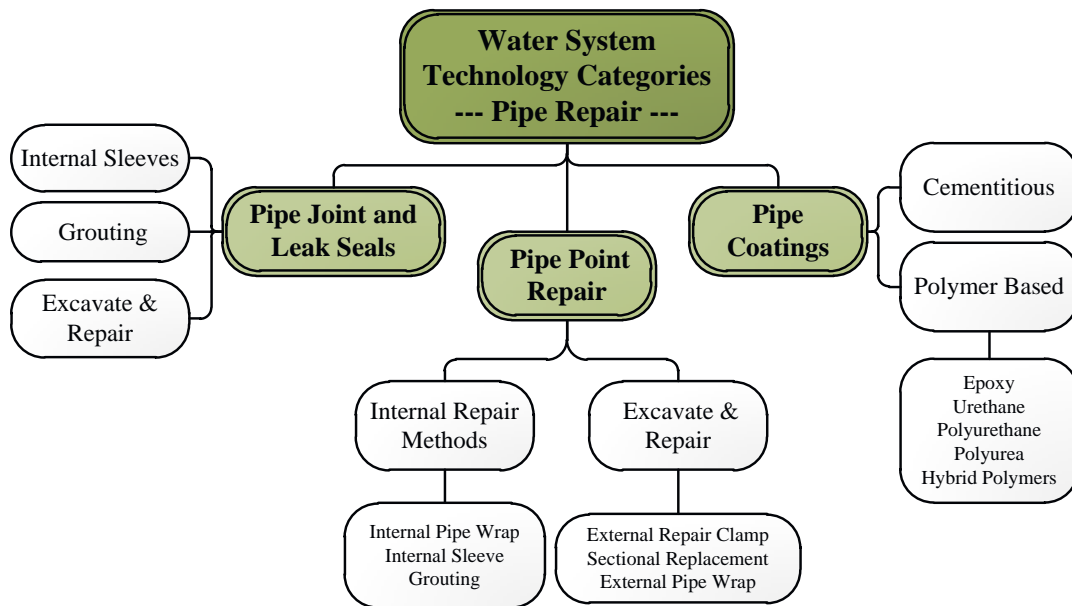 Water System
Technology Categories
--- Pipe Repair ---
Pipe Joint and
Leak Seals
Internal Sleeves
Grouting
Excavate &
Repair
Pipe Point
Repair
Internal Repair
Methods
Internal Pipe Wrap
Internal Sleeve
Grouting
Excavate &
Repair
External Repair Clamp
Sectional Replacement
External Pipe Wrap
Pipe
Coatings
Cementitious
Polymer Based
Epoxy
Urethane
Polyurethane
Polyurea
Hybrid Polymers